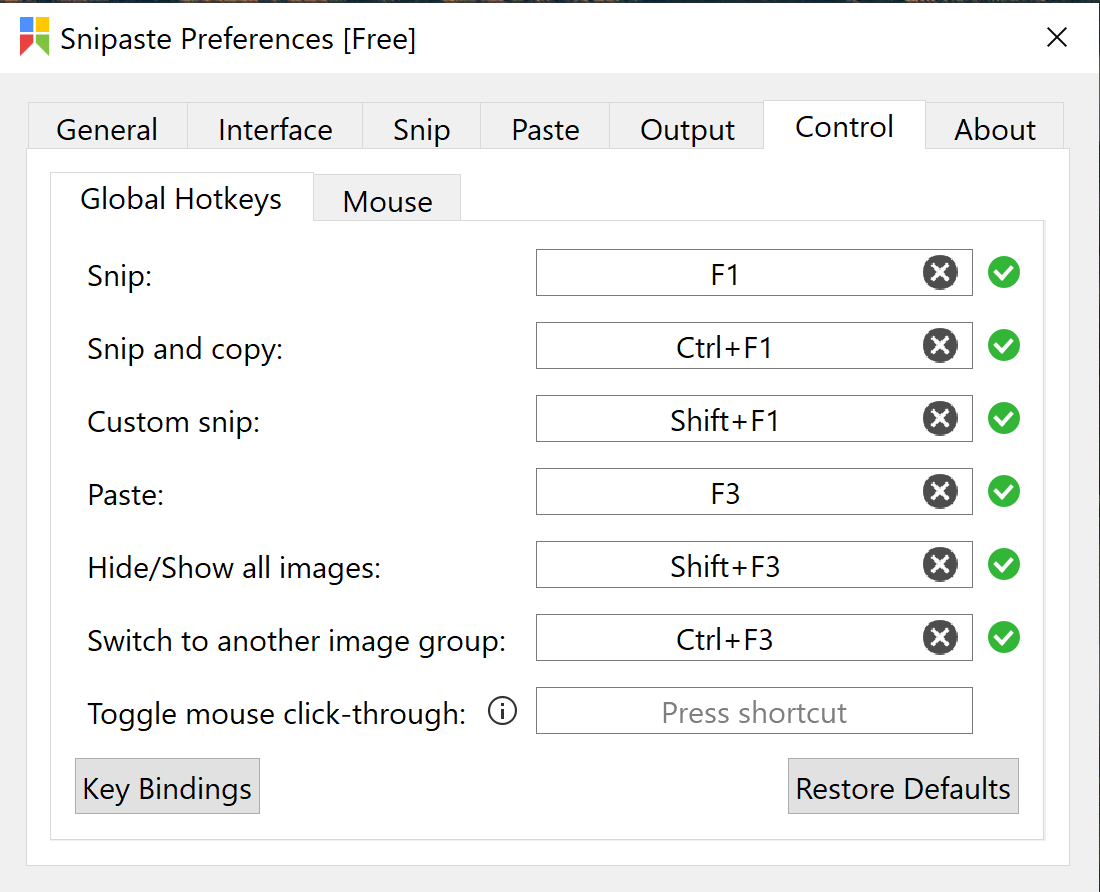 Snipaste Preferences [Free]
General Interface Snip Paste Output Control About
Global Hotkeys Mouse
Snip: F1
Snip and copy: Ctrl+F1
Custom snip: Shift+F1
Paste: F3
Hide/Show all images: Shift+F3
Switch to another image group: Ctrl+F3
Toggle mouse click-through: Press shortcut
Key Bindings Restore Defaults